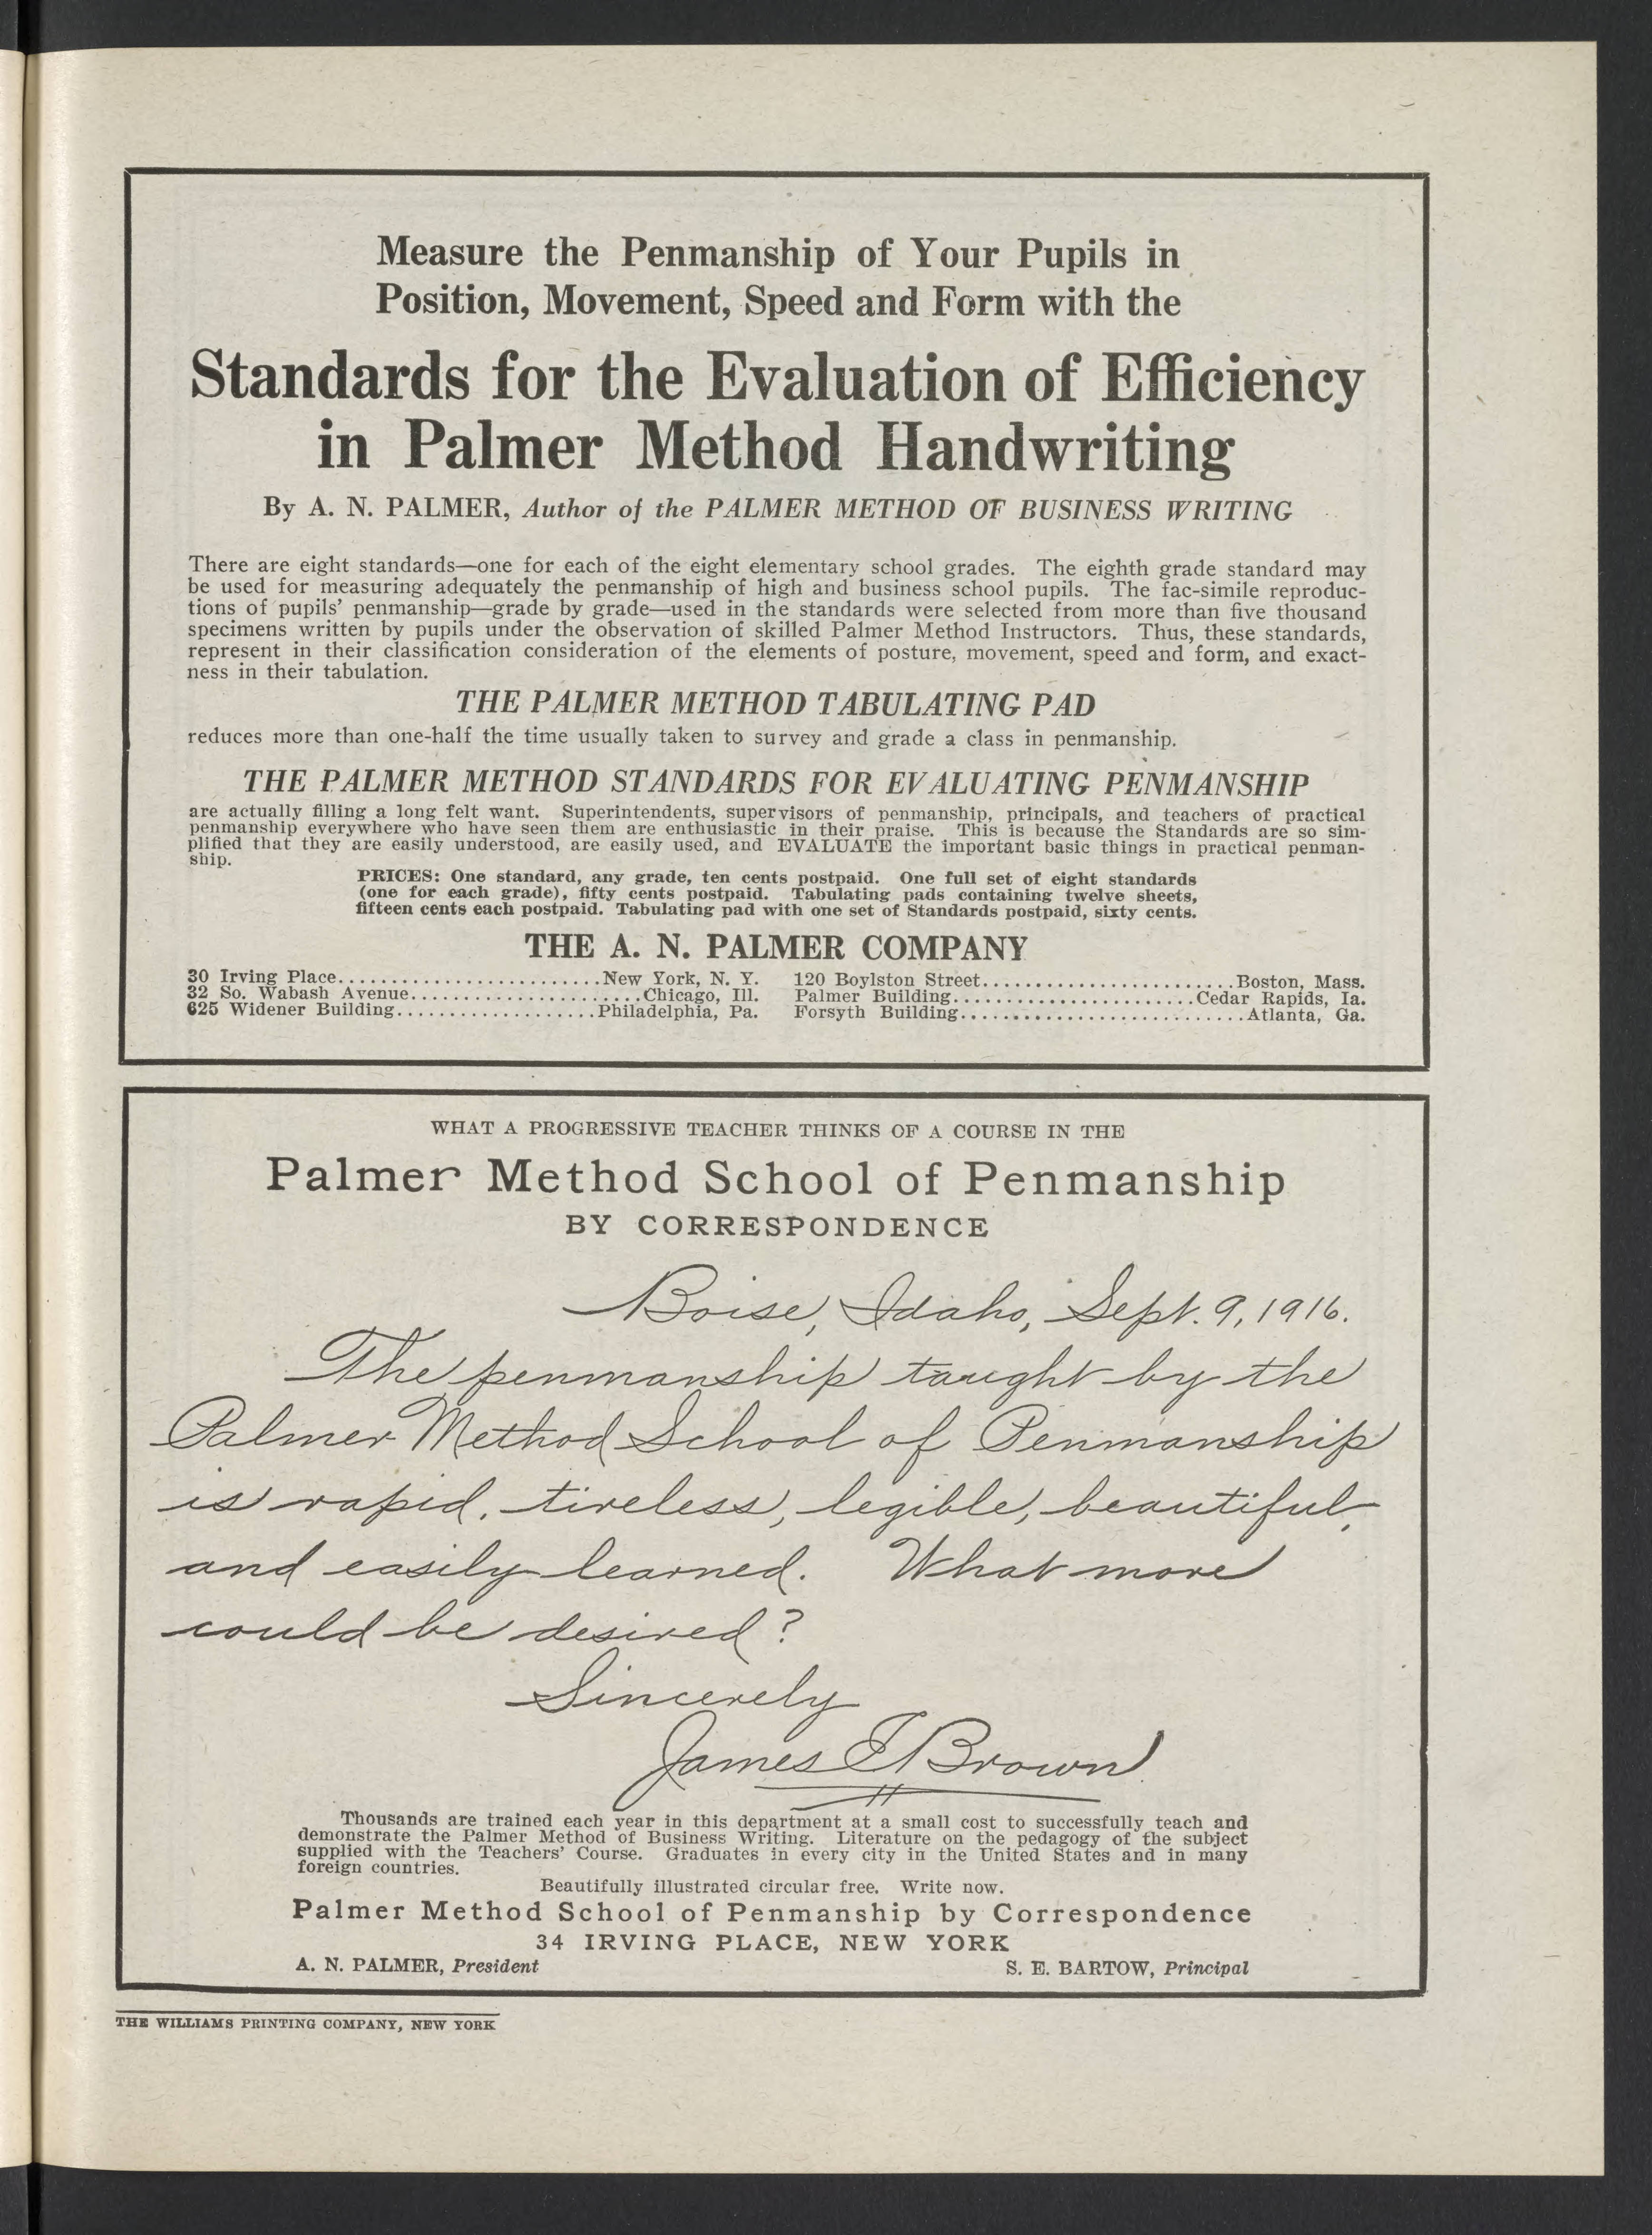 Measure the Penmanship of Your Pupils in
Position, Movement, Speed and Form with the
Standards for the Evaluation of Efficiency
in Palmer Method Handwriting
By A. N. PALMER, Author of the PALMER METHOD OF BUSINESS WRITING
There are eight standards—one for each of the eight elementary school grades. The eighth grade standard may
be used for measuring adequately the penmanship of high and business school pupils. The fac-simile reproduc-
tions of pupils' penmanship—grade by grade—used in the standards were selected from more than five thousand
specimens written by pupils under the observation of skilled Palmer Method Instructors. Thus, these standards,
represent in their classification consideration of the elements of posture, movement, speed and form, and exact-
ness in their tabulation.
THE PALMER METHOD TABULATING PAD
reduces more than one-half the time usually taken to survey and grade a class in penmanship.
THE PALMER METHOD STANDARDS FOR EVALUATING PENMANSHIP
are actually filling a long felt want. Superintendents, supervisors of penmanship, principals, and teachers of practical
penmanship everywhere who have seen them are enthusiastic in their praise. This is because the Standards are so sim-
plified that they are easily understood, are easily used, and EVALUATE the important basic things in practical penman-
ship.
PRICES: One standard, any grade, ten cents postpaid. One full set of eight standards
(one for each grade), fifty cents postpaid. Tabulating pads containing twelve sheets,
fifteen cents each postpaid. Tabulating pad with one set of Standards postpaid, sixty cents.
THE A. N. PALMER COMPANY
30 Irving Place..........................New York, N. Y. 120 Boylston Street.........................Boston, Mass.
32 So. Wabash Avenue.......................Chicago, Ill. Palmer Building........................Cedar Rapids, Ia.
625 Widener Building....................Philadelphia, Pa. Forsyth Building............................Atlanta, Ga.
WHAT A PROGRESSIVE TEACHER THINKS OF A COURSE IN THE
Palmer Method School of Penmanship
BY CORRESPONDENCE
Boise, Idaho, Sept. 9, 1916.
The penmanship taught by the
Palmer Method School of Penmanship
is rapid, tireless, legible, beautiful,
and easily learned. What more
could be desired?
Sincerely
James E Brown
Thousands are trained each year in this department at a small cost to successfully teach and
demonstrate the Palmer Method of Business Writing. Literature on the pedagogy of the subject
supplied with the Teachers' Course. Graduates in every city in the United States and in many
foreign countries.
Beautifully illustrated circular free. Write now.
Palmer Method School of Penmanship by Correspondence
34 IRVING PLACE, NEW YORK
A. N. PALMER, President S. E. BARTOW, Principal
THE WILLIAMS PRINTING COMPANY, NEW YORK